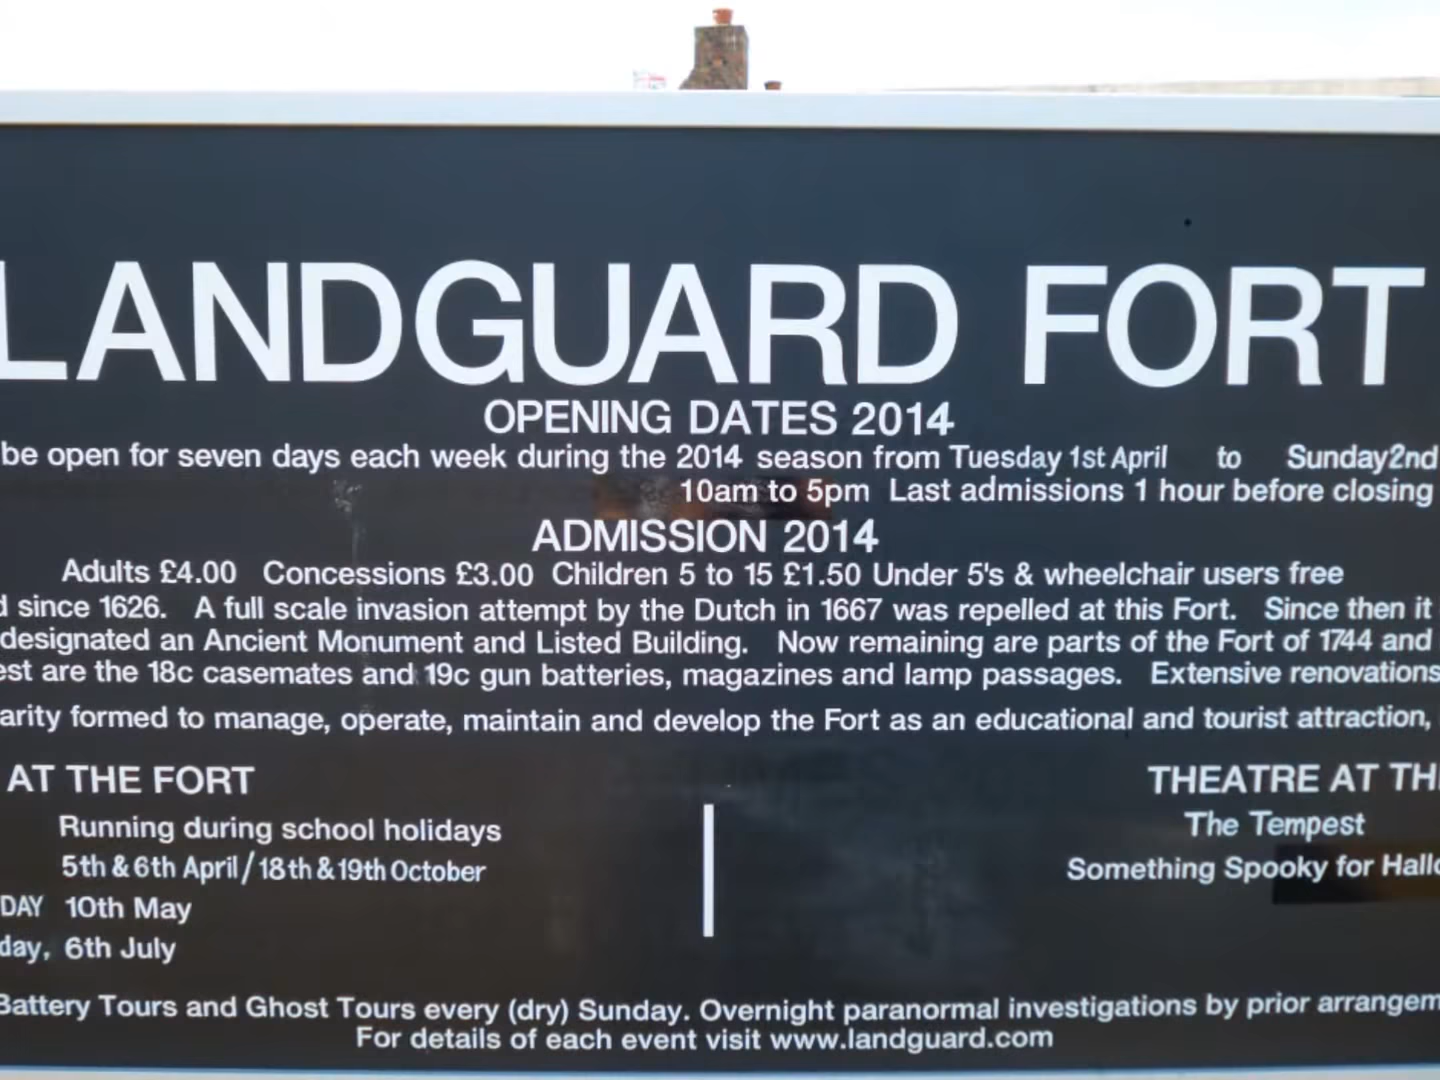 LANDGUARD FORT
OPENING DATES 2014
be open for seven days each week during the 2014 season from Tuesday 1st April to Sunday2nd
10am to 5pm Last admissions 1 hour before closing
ADMISSION 2014
Adults £4.00 Concessions £3.00 Children 5 to 15 £1.50 Under 5's & wheelchair users free
d since 1626. A full scale invasion attempt by the Dutch in 1667 was repelled at this Fort. Since then it
designated an Ancient Monument and Listed Building. Now remaining are parts of the Fort of 1744 and
est are the 18c casemates and 19c gun batteries, magazines and lamp passages. Extensive renovations
arity formed to manage, operate, maintain and develop the Fort as an educational and tourist attraction,
AT THE FORT
Running during school holidays
5th & 6th April / 18th & 19th October
DAY 10th May
day, 6th July
THEATRE AT TH
The Tempest
Something Spooky for Hallo
Battery Tours and Ghost Tours every (dry) Sunday. Overnight paranormal investigations by prior arrangem
For details of each event visit www.landguard.com